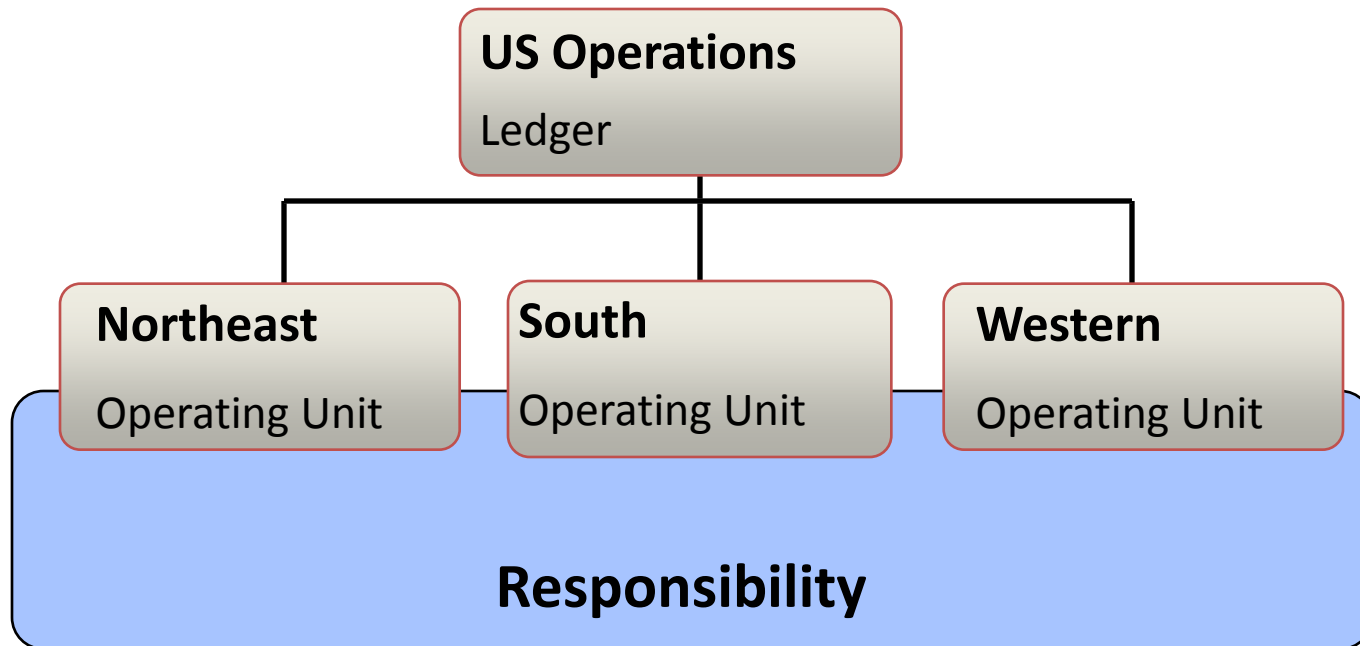 US Operations
Ledger
Northeast
Operating Unit
South
Operating Unit
Western
Operating Unit
Responsibility